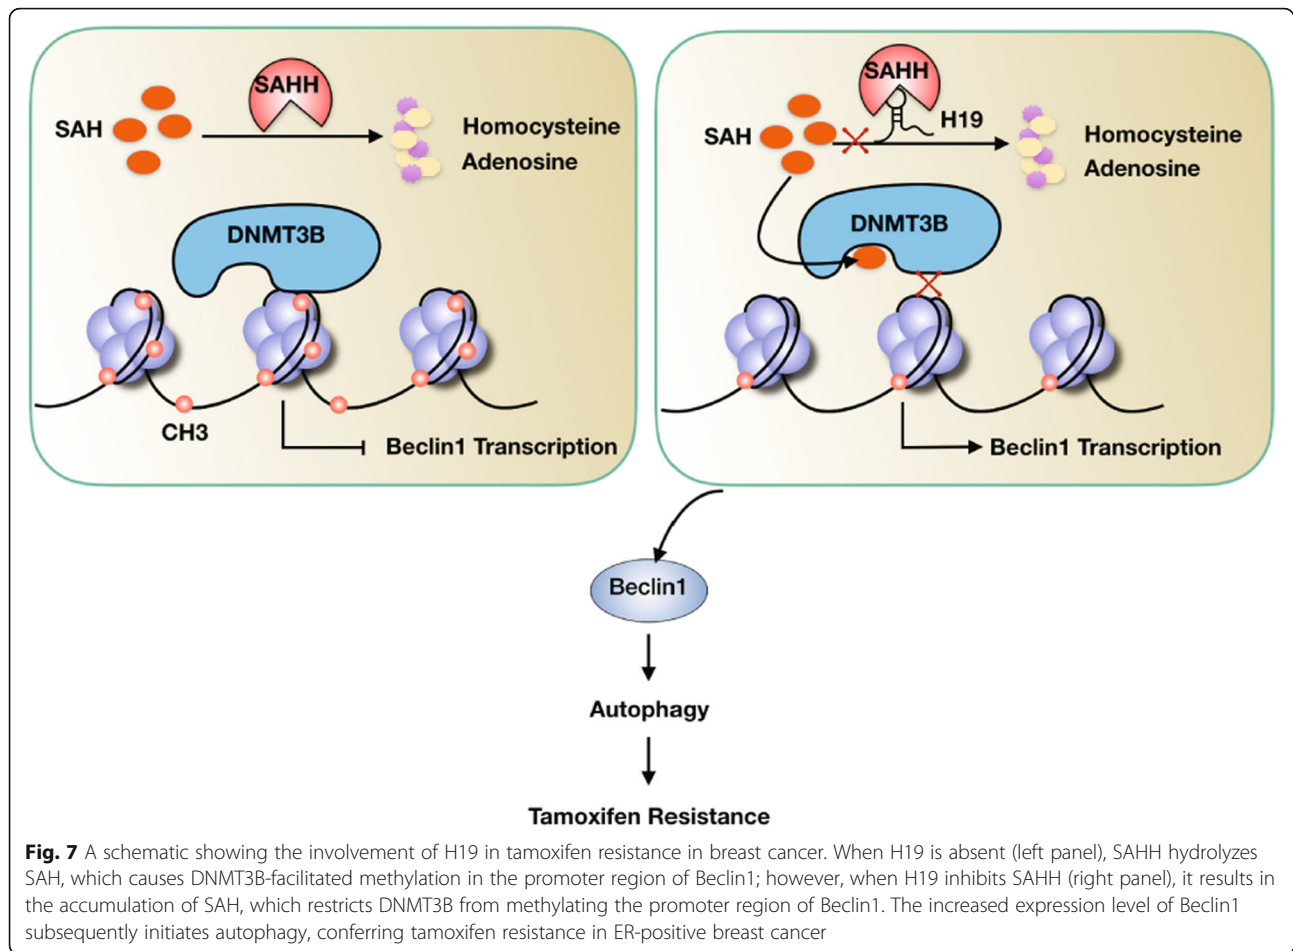 SAHH
SAH
Homocysteine
Adenosine
DNMT3B
CH3
Beclin1 Transcription
SAHH
H19
SAH
Homocysteine
Adenosine
DNMT3B
Beclin1 Transcription
Beclin1
Autophagy
Tamoxifen Resistance
Fig. 7 A schematic showing the involvement of H19 in tamoxifen resistance in breast cancer. When H19 is absent (left panel), SAHH hydrolyzes
SAH, which causes DNMT3B-facilitated methylation in the promoter region of Beclin1; however, when H19 inhibits SAHH (right panel), it results in
the accumulation of SAH, which restricts DNMT3B from methylating the promoter region of Beclin1. The increased expression level of Beclin1
subsequently initiates autophagy, conferring tamoxifen resistance in ER-positive breast cancer